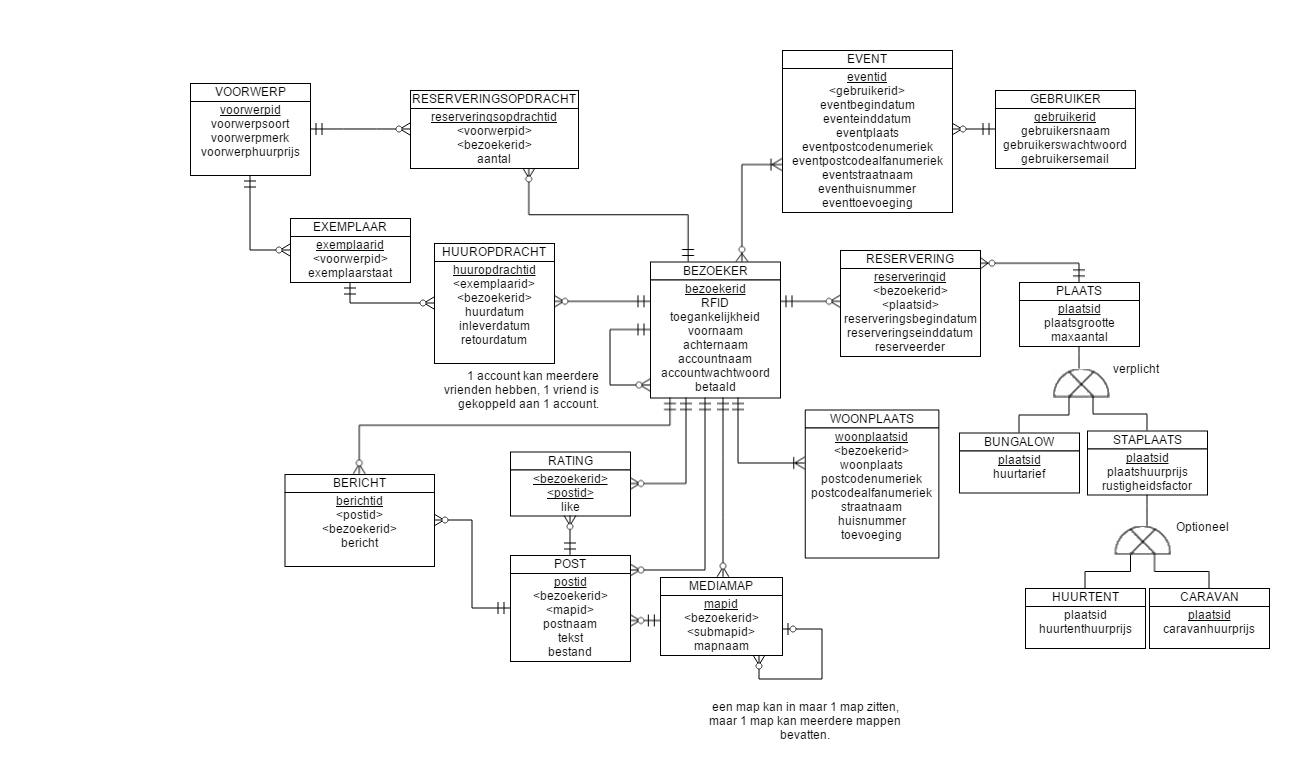 VOORWERP
voorwerpid
voorwerpsoort
voorwerpmerk
voorwerphuurprijs
RESERVERINGSOPDRACHT
reserveringsopdrachtid
<voorwerpid>
<bezoekerid>
aantal
EVENT
eventid
<gebruikerid>
eventbegindatum
eventeinddatum
eventplaats
eventpostcodenumeriek
eventpostcodealfanumeriek
eventstraatnaam
eventhuisnummer
eventtoevoeging
GEBRUIKER
gebruikerid
gebruikersnaam
gebruikerswachtwoord
gebruikersemail
EXEMPLAAR
exemplaarid
<voorwerpid>
exemplaarstaat
HUUROPDRACHT
huuropdrachtid
<exemplaarid>
<bezoekerid>
huurdatum
inleverdatum
retourdatum
BEZOEKER
bezoekerid
RFID
toegankelijkheid
voornaam
achternaam
accountnaam
accountwachtwoord
betaald
RESERVERING
reserveringid
<bezoekerid>
<plaatsid>
reserveringsbegindatum
reserveringseinddatum
reserveerder
PLAATS
plaatsid
plaatsgrootte
maxaantal
verplicht
1 account kan meerdere
vrienden hebben, 1 vriend is
gekoppeld aan 1 account.
WOONPLAATS
woonplaatsid
<bezoekerid>
woonplaats
postcodenumeriek
postcodealfanumeriek
straatnaam
huisnummer
toevoeging
BUNGALOW
plaatsid
huurtarief
STAPLAATS
plaatsid
plaatshuurprijs
rustigheidsfactor
Optioneel
BERICHT
berichtid
<postid>
<bezoekerid>
bericht
RATING
<bezoekerid>
<postid>
like
POST
postid
<bezoekerid>
<mapid>
postnaam
tekst
bestand
MEDIAMAP
mapid
<bezoekerid>
<submapid>
mapnaam
HUURTENT
plaatsid
huurtenthuurprijs
CARAVAN
plaatsid
caravanhuurprijs
een map kan in maar 1 map zitten,
maar 1 map kan meerdere mappen
bevatten.